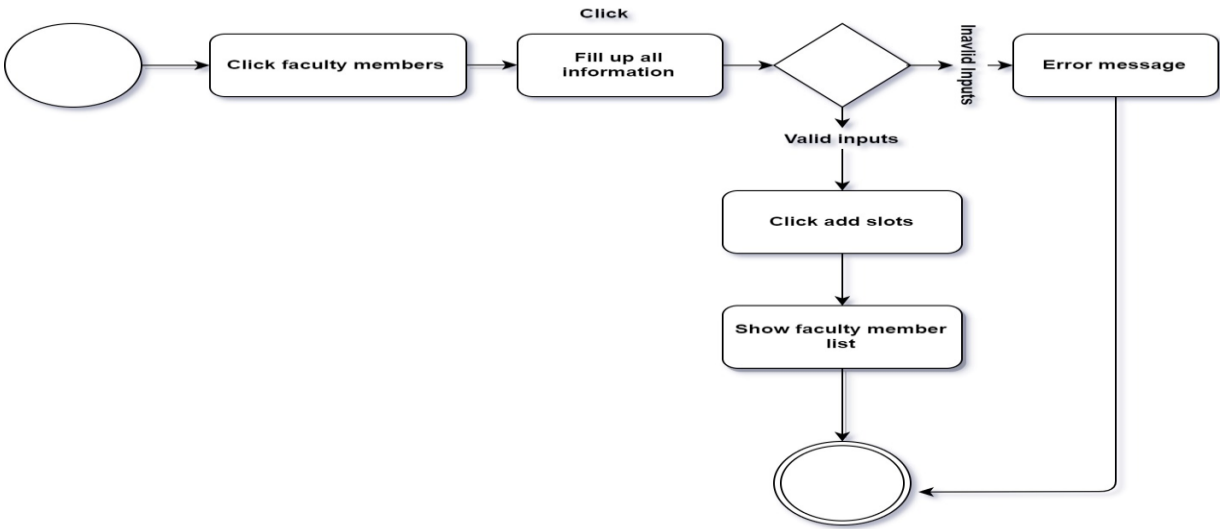 Click
Click faculty members
Fill up all
information
Inavlid Inputs
Error message
Valid inputs
Click add slots
Show faculty member
list